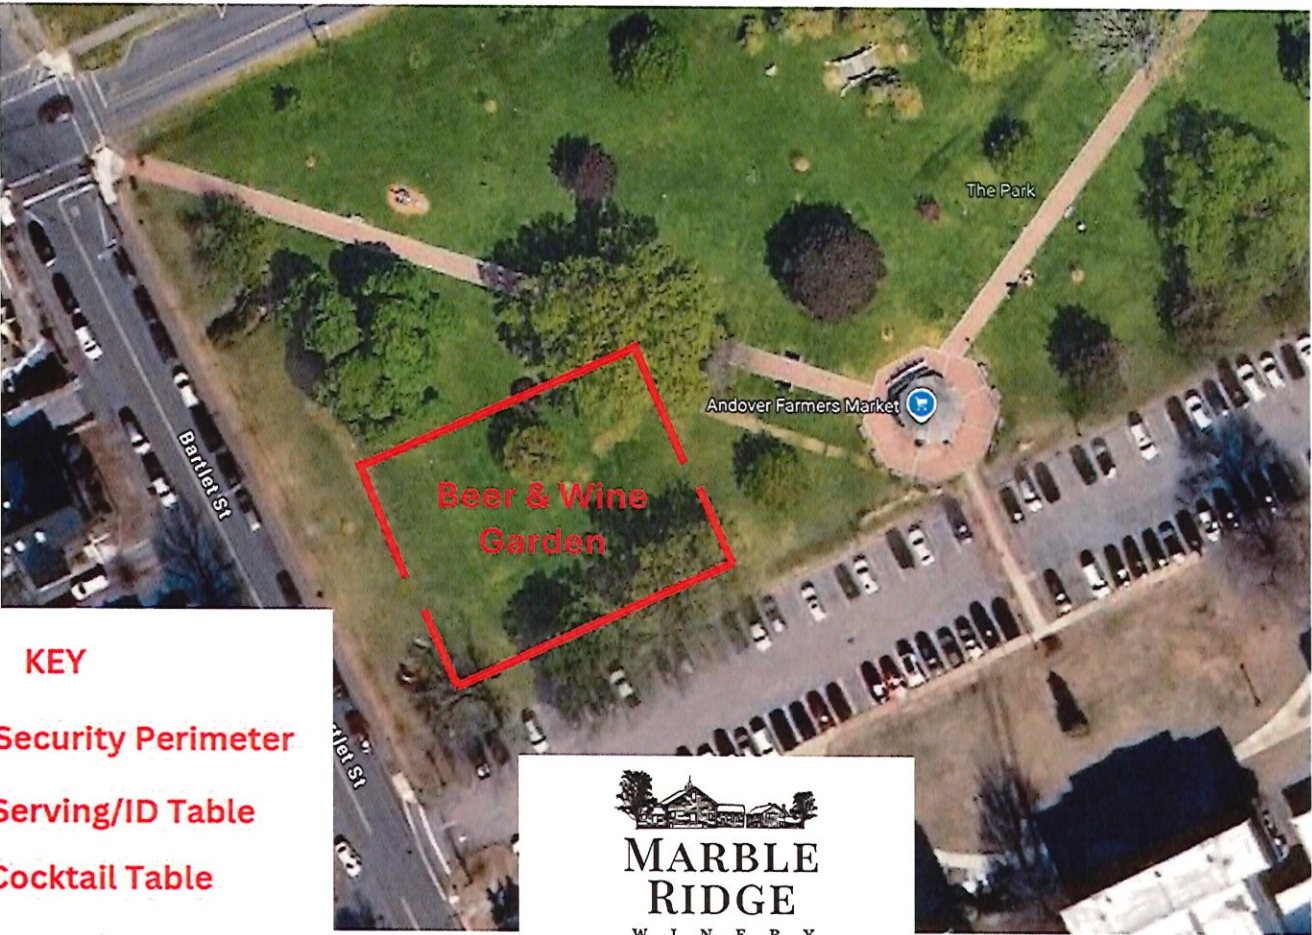 The Park
Andover Farmers Market
Bartlet St
Beer & Wine
Garden
KEY
Security Perimeter
Serving/ID Table
Cocktail Table
rtlet St
MARBLE
RIDGE
WINERY